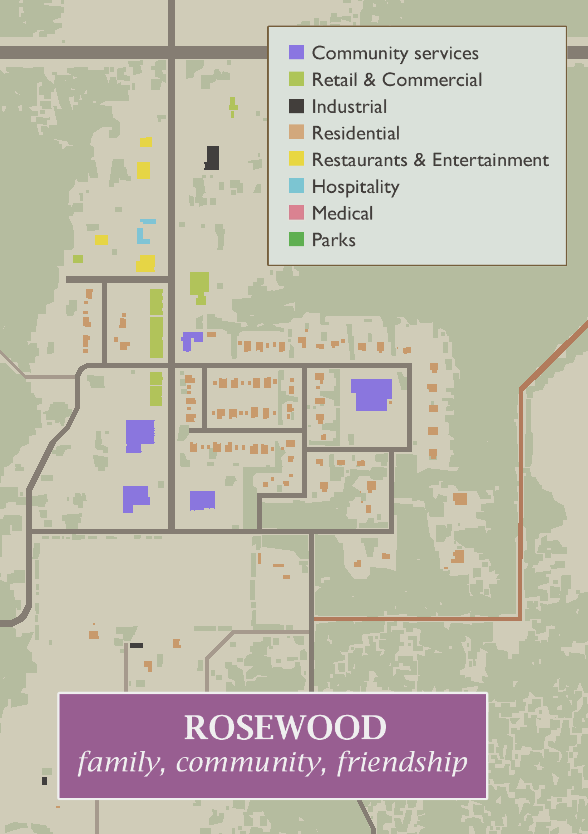 Community services
Retail & Commercial
Industrial
Residential
Restaurants & Entertainment
Hospitality
Medical
Parks
ROSEWOOD
family, community, friendship